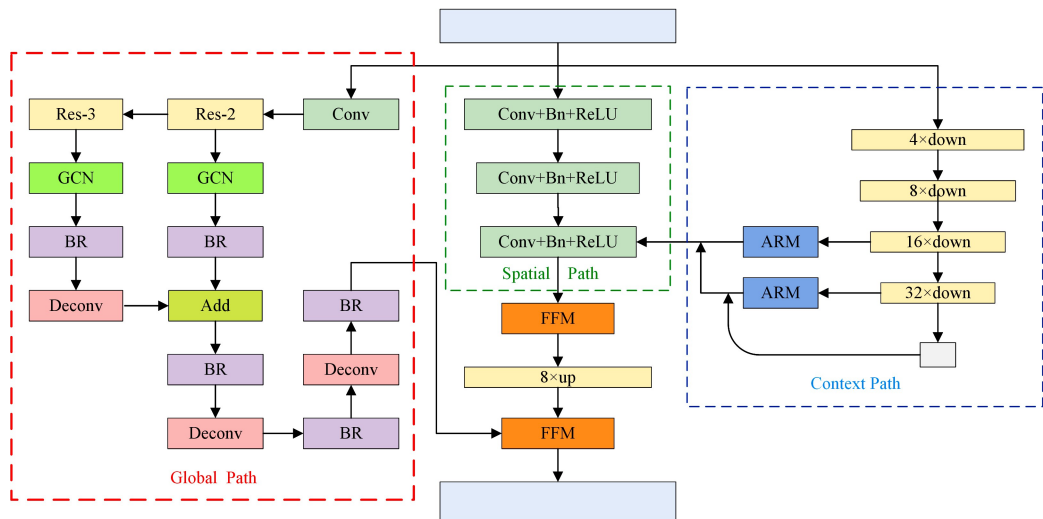 Res-3
Res-2
Conv
GCN
GCN
BR
BR
Deconv
Add
BR
BR
Deconv
Deconv
BR
Global Path
Conv+Bn+ReLU
Conv+Bn+ReLU
Conv+Bn+ReLU
Spatial Path
FFM
8×up
FFM
4×down
8×down
ARM
16×down
ARM
32×down
Context Path